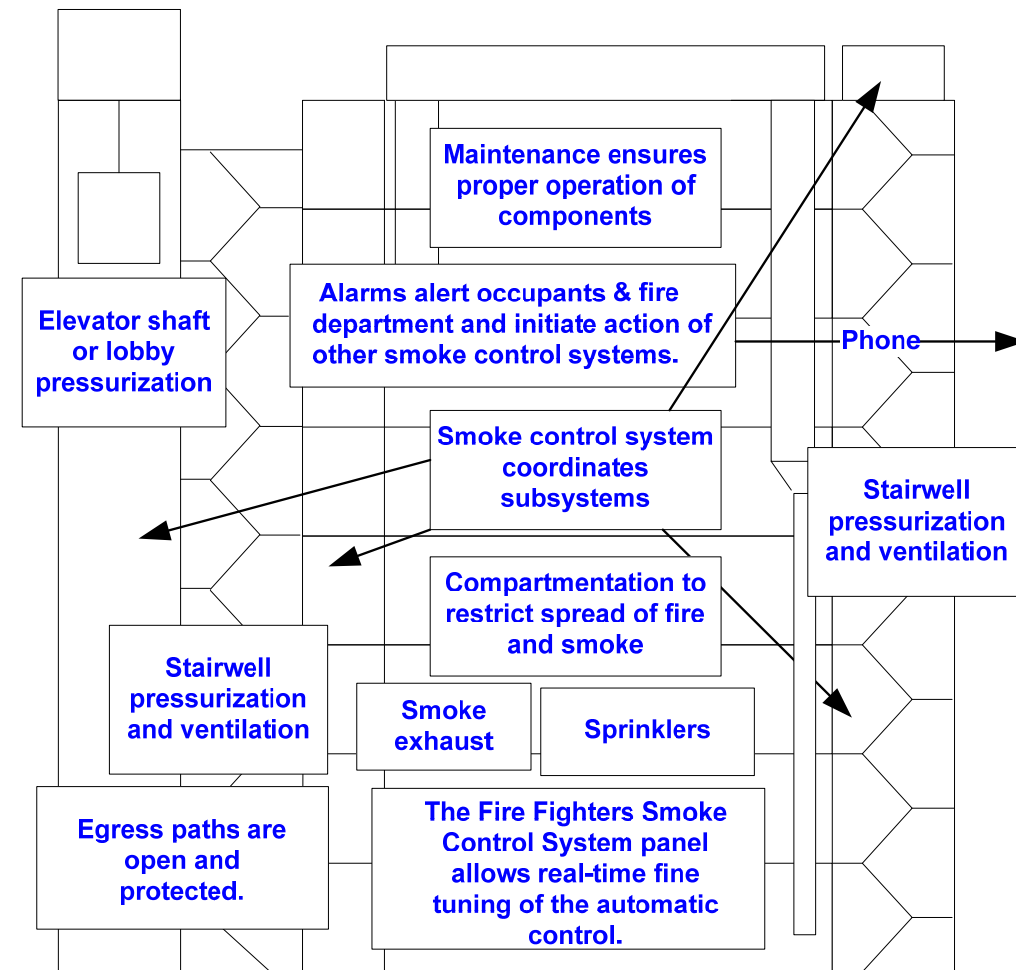 Maintenance ensures
proper operation of
components
Alarms alert occupants & fire
department and initiate action of
other smoke control systems.
Elevator shaft
or lobby
pressurization
Phone
Smoke control system
coordinates
subsystems
Stairwell
pressurization
and ventilation
Compartmentation to
restrict spread of fire
and smoke
Stairwell
pressurization
and ventilation
Smoke
exhaust
Sprinklers
Egress paths are
open and
protected.
The Fire Fighters Smoke
Control System panel
allows real-time fine
tuning of the automatic
control.